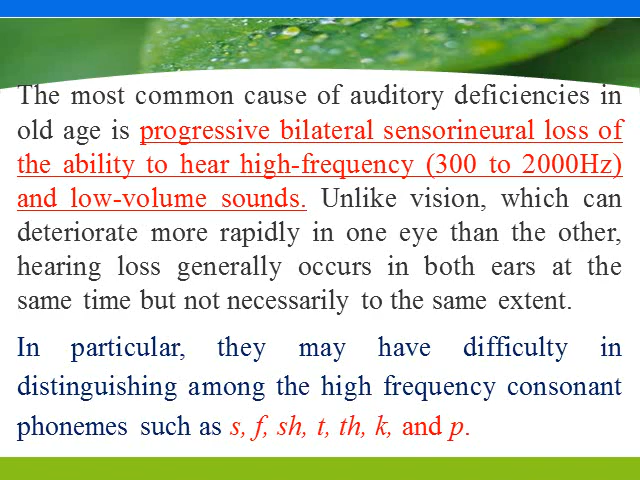 The most common cause of auditory deficiencies in
old age is progressive bilateral sensorineural loss of
the ability to hear high-frequency (300 to 2000Hz)
and low-volume sounds. Unlike vision, which can
deteriorate more rapidly in one eye than the other,
hearing loss generally occurs in both ears at the
same time but not necessarily to the same extent.
In particular, they may have difficulty in
distinguishing among the high frequency consonant
phonemes such as s, f, sh, t, th, k, and p.